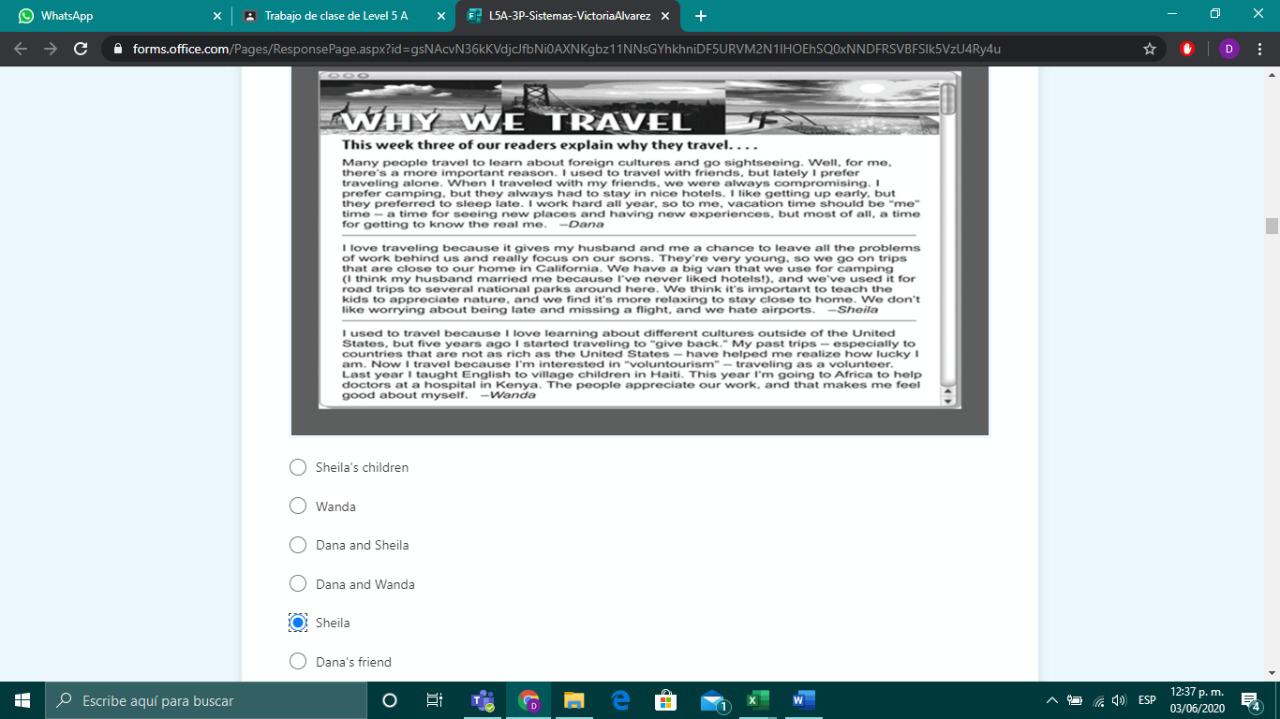 WhatsApp
Trabajo de clase de Level 5 A
L5A-3P-Sistemas-VictoriaAlvarez
forms.office.com/Pages/ResponsePage.aspx?id=gsNAcvN36kKVdjcJfbNi0AXNKgbz11NNsGYhkhniDF5URVM2N1lHOEhSQ0xNNDFRSVBFSlk5VzU4Ry4u
D
WHY WE TRAVEL
This week three of our readers explain why they travel. . . .
Many people travel to learn about foreign cultures and go sightseeing. Well, for me,
there's a more important reason. I used to travel with friends, but lately I prefer
traveling alone. When I traveled with my friends, we were always compromising. I
prefer camping, but they always had to stay in nice hotels. I like getting up early, but
they preferred to sleep late. I work hard all year, so to me, vacation time should be "me"
time – a time for seeing new places and having new experiences, but most of all, a time
for getting to know the real me. –Dana
I love traveling because it gives my husband and me a chance to leave all the problems
of work behind us and really focus on our sons. They're very young, so we go on trips
that are close to our home in California. We have a big van that we use for camping
(I think my husband married me because I've never liked hotels!), and we've used it for
road trips to several national parks around here. We think it's important to teach the
kids to appreciate nature, and we find it's more relaxing to stay close to home. We don't
like worrying about being late and missing a flight, and we hate airports. –Sheila
I used to travel because I love learning about different cultures outside of the United
States, but five years ago I started traveling to "give back." My past trips – especially to
countries that are not as rich as the United States – have helped me realize how lucky I
am. Now I travel because I'm interested in "voluntourism" – traveling as a volunteer.
Last year I taught English to village children in Haiti. This year I'm going to Africa to help
doctors at a hospital in Kenya. The people appreciate our work, and that makes me feel
good about myself. –Wanda
Sheila's children
Wanda
Dana and Sheila
Dana and Wanda
Sheila
Dana's friend
Escribe aquí para buscar
1
ESP
12:37 p. m.
03/06/2020
4